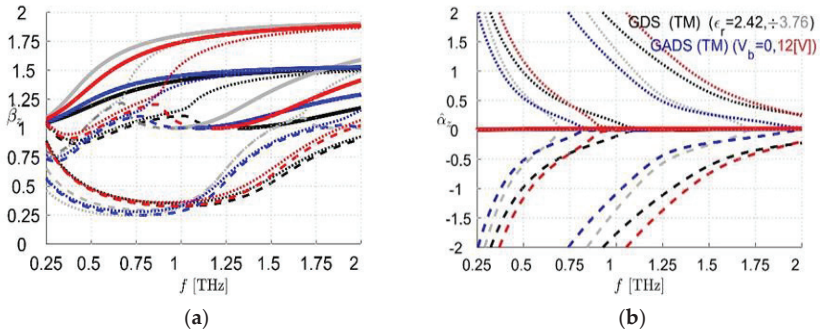 2
1.75
1.5
1.25
β̂z
1
0.75
0.5
0.25
0
0.25 0.5 0.75 1 1.25 1.5 1.75 2
f [THz]
(a)
2
GDS (TM) (ϵr=2.42,÷3.76)
1.5
GADS (TM) (Vb=0,12[V])
1
0.5
α̂z
0
-0.5
-1
-1.5
-2
0.25 0.5 0.75 1 1.25 1.5 1.75 2
f [THz]
(b)